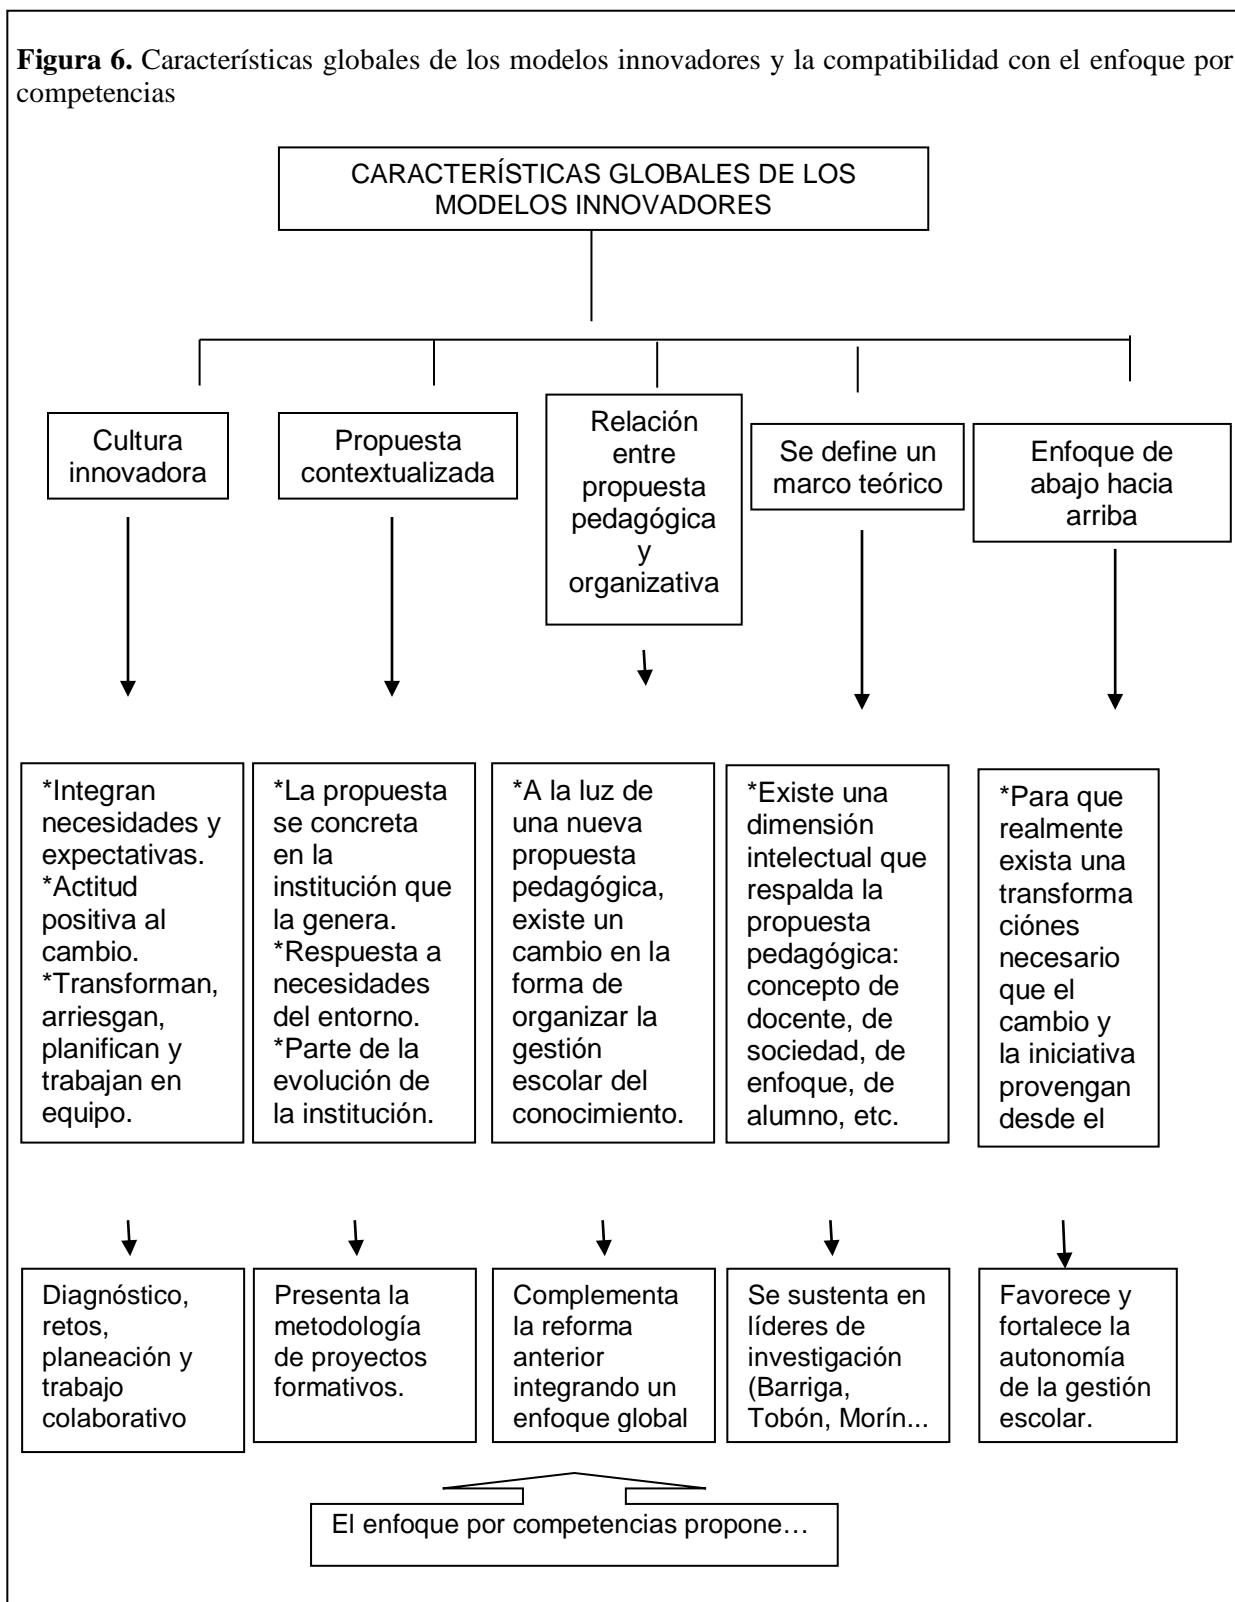 Figura 6. Características globales de los modelos innovadores y la compatibilidad con el enfoque por
competencias
CARACTERÍSTICAS GLOBALES DE LOS
MODELOS INNOVADORES
Cultura
innovadora
Propuesta
contextualizada
Relación
entre
propuesta
pedagógica
y
organizativa
Se define un
marco teórico
Enfoque de
abajo hacia
arriba
*Integran
necesidades y
expectativas.
*Actitud
positiva al
cambio.
*Transforman,
arriesgan,
planifican y
trabajan en
equipo.
*La propuesta
se concreta
en la
institución que
la genera.
*Respuesta a
necesidades
del entorno.
*Parte de la
evolución de
la institución.
*A la luz de
una nueva
propuesta
pedagógica,
existe un
cambio en la
forma de
organizar la
gestión
escolar del
conocimiento.
*Existe una
dimensión
intelectual que
respalda la
propuesta
pedagógica:
concepto de
docente, de
sociedad, de
enfoque, de
alumno, etc.
*Para que
realmente
exista una
transforma
ciónes
necesario
que el
cambio y
la iniciativa
provengan
desde el
Diagnóstico,
retos,
planeación y
trabajo
colaborativo
Presenta la
metodología
de proyectos
formativos.
Complementa
la reforma
anterior
integrando un
enfoque global
Se sustenta en
líderes de
investigación
(Barriga,
Tobón, Morín...
Favorece y
fortalece la
autonomía
de la gestión
escolar.
El enfoque por competencias propone…